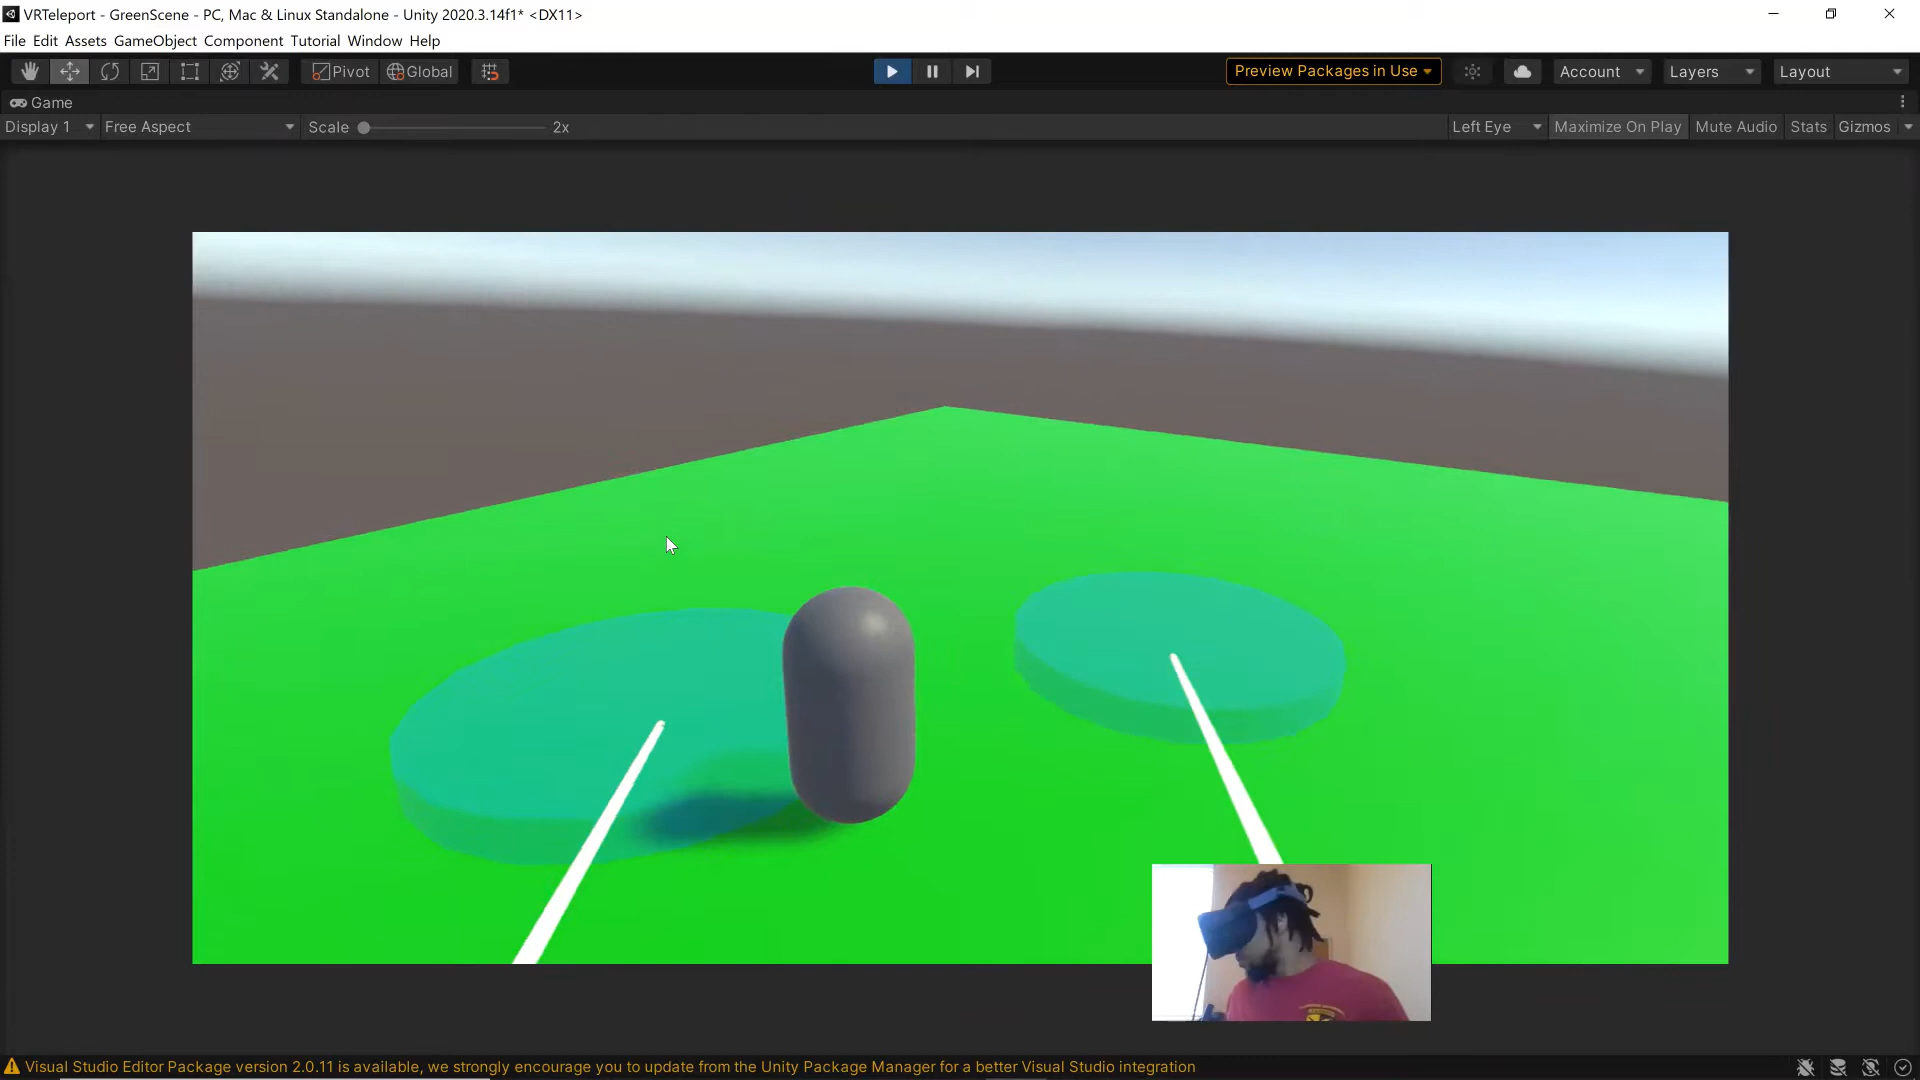 VRTeleport - GreenScene - PC, Mac & Linux Standalone - Unity 2020.3.14f1* <DX11>
File Edit Assets GameObject Component Tutorial Window Help
Pivot Global Preview Packages in Use Account Layers Layout
Game
Display 1 Free Aspect Scale 2x Left Eye Maximize On Play Mute Audio Stats Gizmos
Visual Studio Editor Package version 2.0.11 is available, we strongly encourage you to update from the Unity Package Manager for a better Visual Studio integration